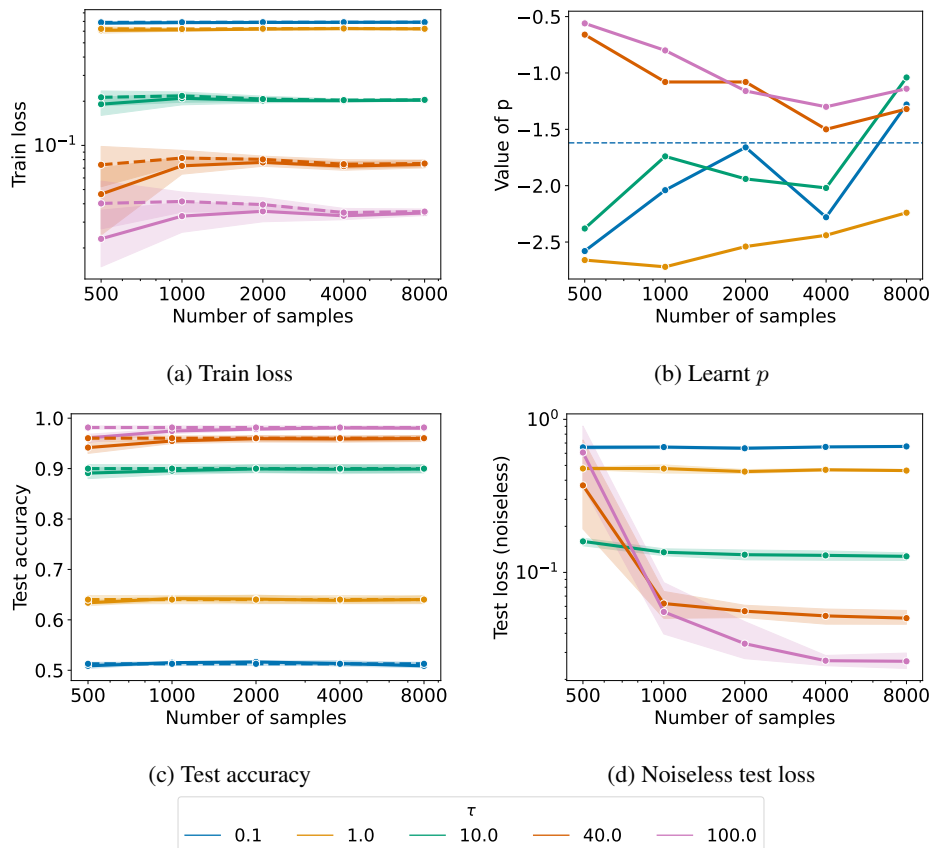 10^{-1}
Train loss
500 1000 2000 4000 8000
Number of samples
(a) Train loss
−0.5
−1.0
−1.5
−2.0
−2.5
Value of p
500 1000 2000 4000 8000
Number of samples
(b) Learnt p
1.0
0.9
0.8
0.7
0.6
0.5
Test accuracy
500 1000 2000 4000 8000
Number of samples
(c) Test accuracy
10^0
10^{-1}
Test loss (noiseless)
500 1000 2000 4000 8000
Number of samples
(d) Noiseless test loss
τ
0.1 1.0 10.0 40.0 100.0